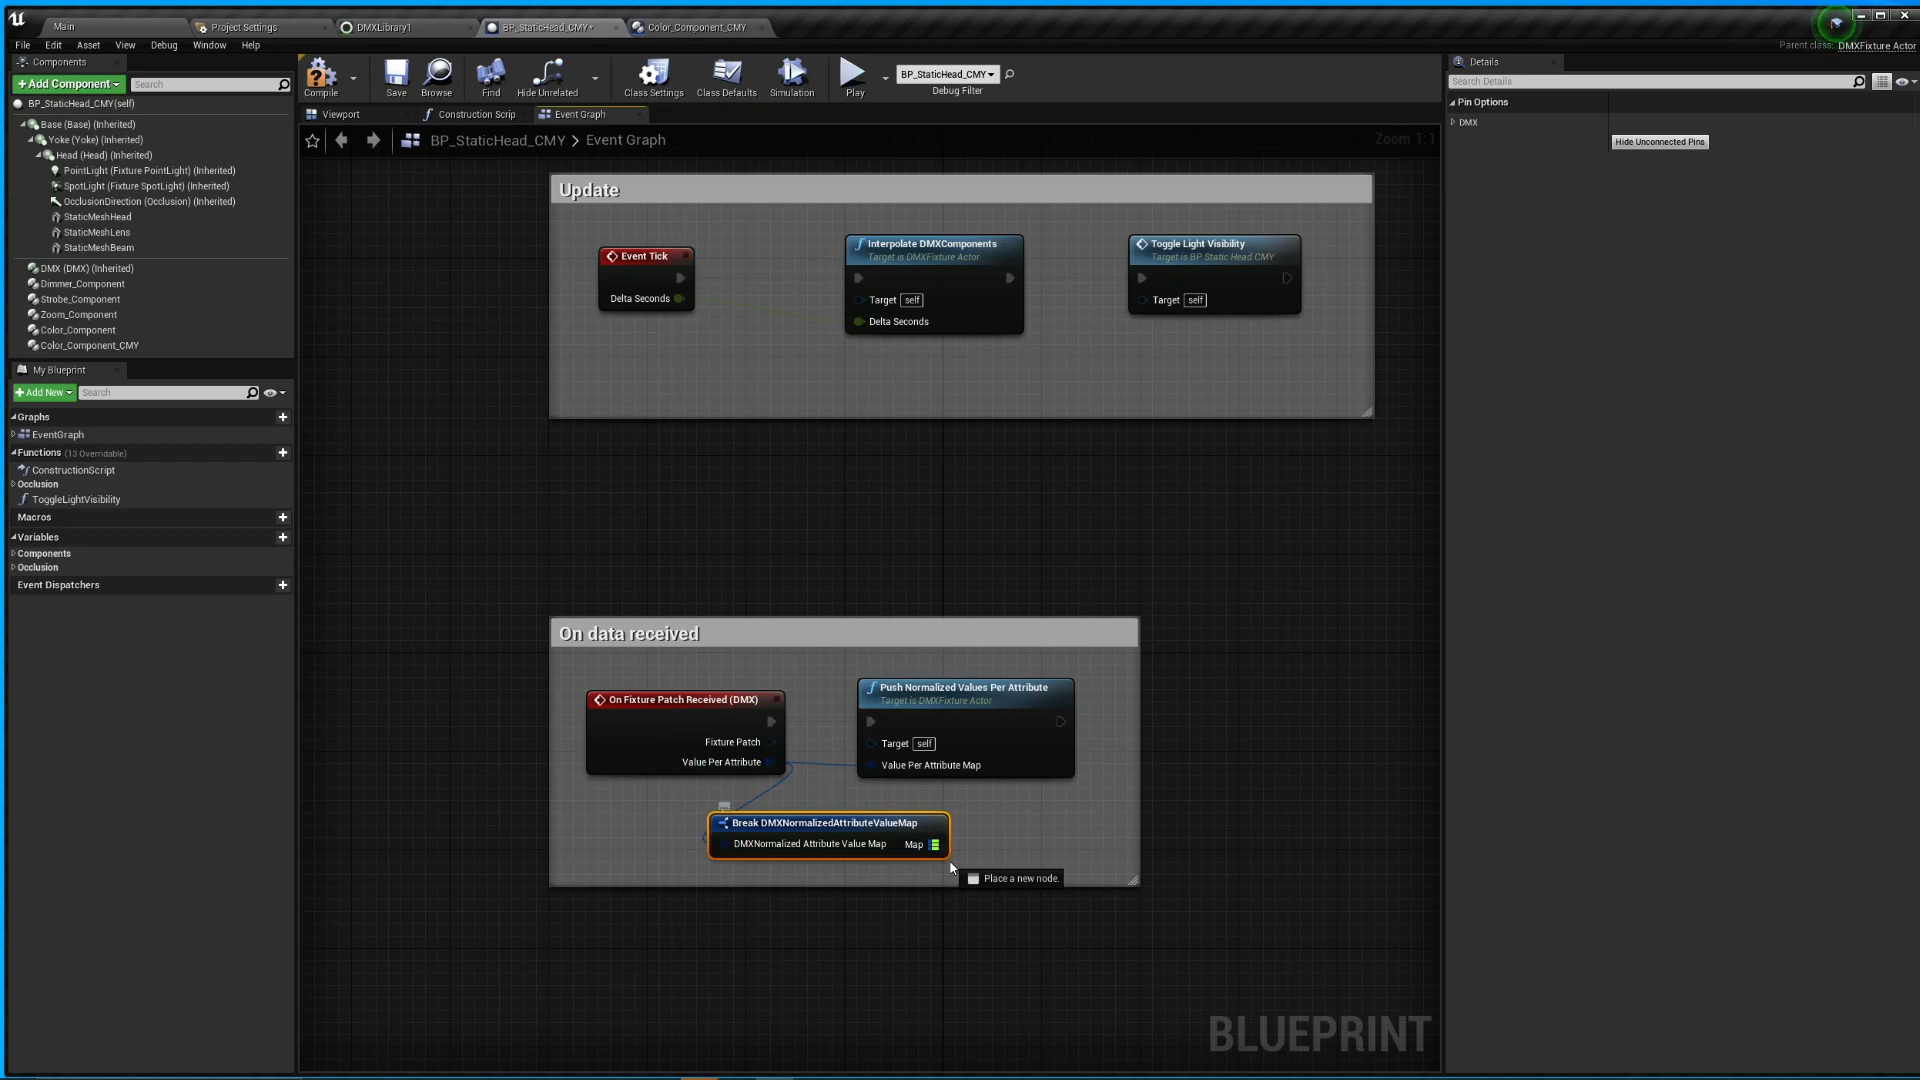 Main
Project Settings
DMXLibrary1
BP_StaticHead_CMY*
Color_Component_CMY
File Edit Asset View Debug Window Help
Parent class: DMXFixture Actor
Components
+ Add Component
Search
BP_StaticHead_CMY(self)
Base (Base) (Inherited)
Yoke (Yoke) (Inherited)
Head (Head) (Inherited)
PointLight (Fixture PointLight) (Inherited)
SpotLight (Fixture SpotLight) (Inherited)
OcclusionDirection (Occlusion) (Inherited)
StaticMeshHead
StaticMeshLens
StaticMeshBeam
DMX (DMX) (Inherited)
Dimmer_Component
Strobe_Component
Zoom_Component
Color_Component
Color_Component_CMY
My Blueprint
+ Add New
Search
Graphs
EventGraph
Functions (13 Overridable)
ConstructionScript
Occlusion
ToggleLightVisibility
Macros
Variables
Components
Occlusion
Event Dispatchers
Compile
Save
Browse
Find
Hide Unrelated
Class Settings
Class Defaults
Simulation
Play
BP_StaticHead_CMY
Debug Filter
Viewport
Construction Scrip
Event Graph
BP_StaticHead_CMY > Event Graph
Zoom 1:1
Update
Event Tick
Delta Seconds
Interpolate DMXComponents
Target is DMXFixture Actor
Target self
Delta Seconds
Toggle Light Visibility
Target is BP Static Head CMY
Target self
On data received
On Fixture Patch Received (DMX)
Fixture Patch
Value Per Attribute
Push Normalized Values Per Attribute
Target is DMXFixture Actor
Target self
Value Per Attribute Map
Break DMXNormalizedAttributeValueMap
DMXNormalized Attribute Value Map Map
Place a new node.
BLUEPRINT
Details
Search Details
Pin Options
DMX
Hide Unconnected Pins